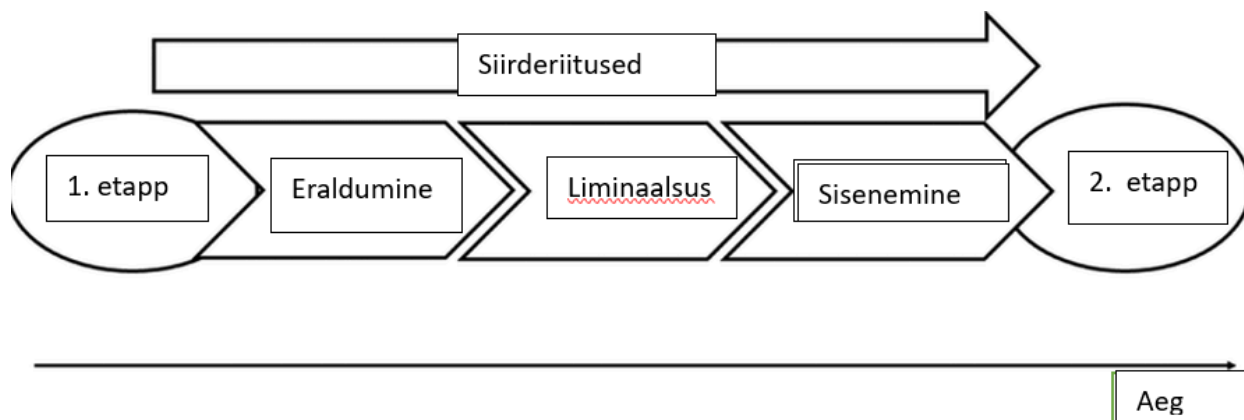 Siirderiitused
1. etapp
Eraldumine
Liminaalsus
Sisenemine
2. etapp
Aeg